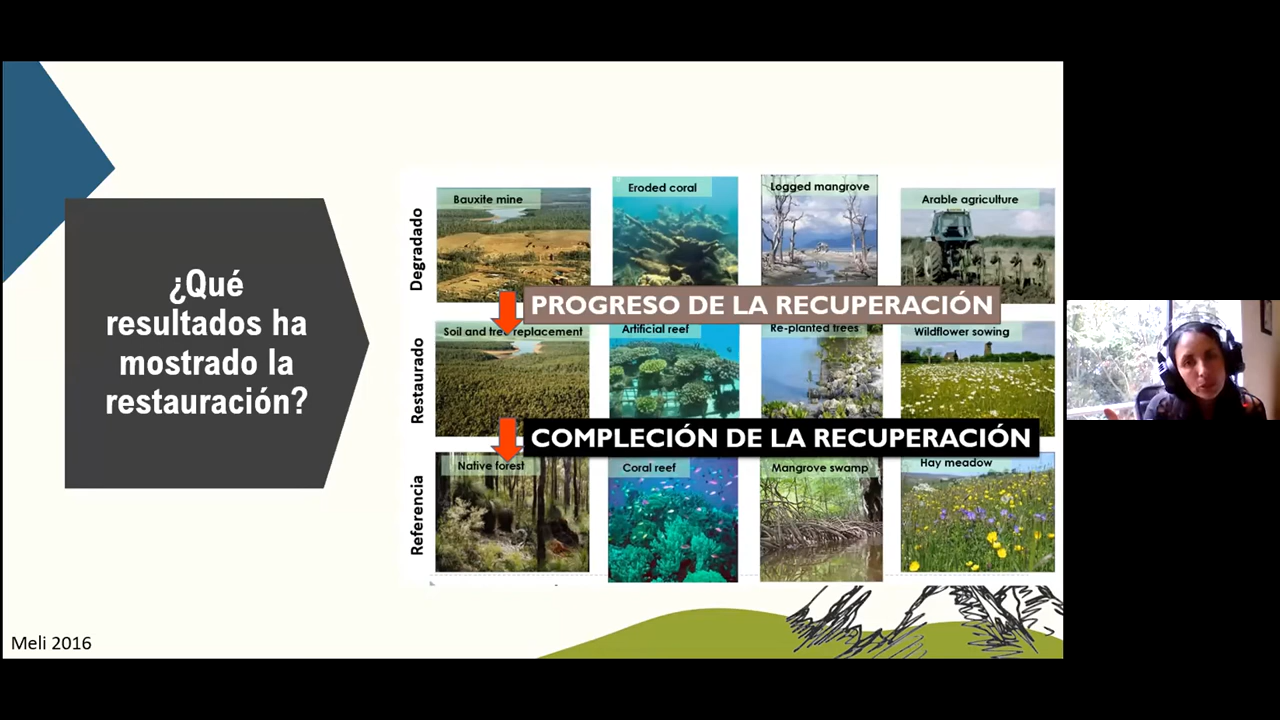 ¿Qué
resultados ha
mostrado la
restauración?
Degradado
Bauxite mine
Eroded coral
Logged mangrove
Arable agriculture
PROGRESO DE LA RECUPERACIÓN
Restaurado
Soil and tree replacement
Artificial reef
Re-planted trees
Wildflower sowing
COMPLECIÓN DE LA RECUPERACIÓN
Referencia
Native forest
Coral reef
Mangrove swamp
Hay meadow
Meli 2016